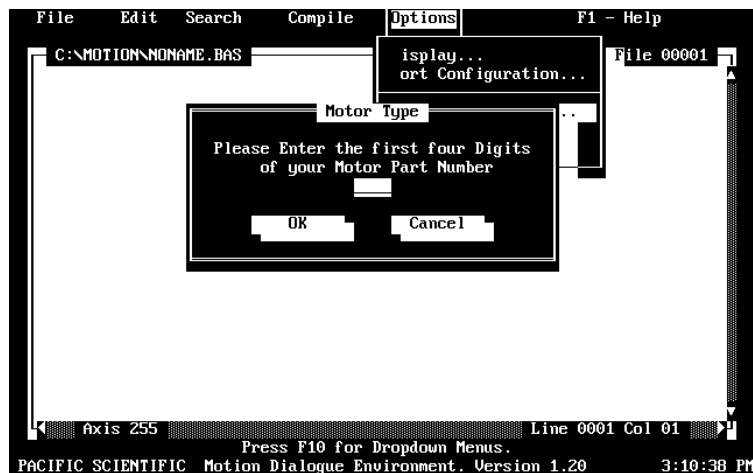 File Edit Search Compile Options F1 - Help
C:\MOTION\NONAME.BAS File 00001
isplay...
ort Configuration...
Motor Type ..
Please Enter the first four Digits
of your Motor Part Number
OK Cancel
Axis 255 Line 0001 Col 01
Press F10 for Dropdown Menus.
PACIFIC SCIENTIFIC Motion Dialogue Environment. Version 1.20 3:10:38 P